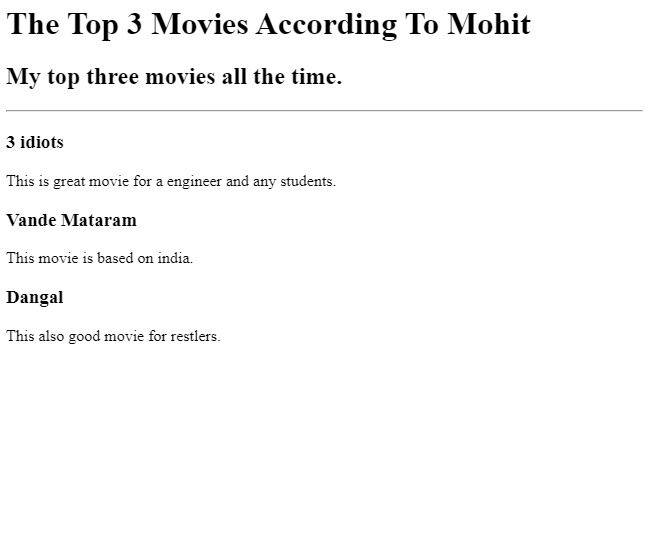 The Top 3 Movies According To Mohit
My top three movies all the time.
3 idiots
This is great movie for a engineer and any students.
Vande Mataram
This movie is based on india.
Dangal
This also good movie for restlers.